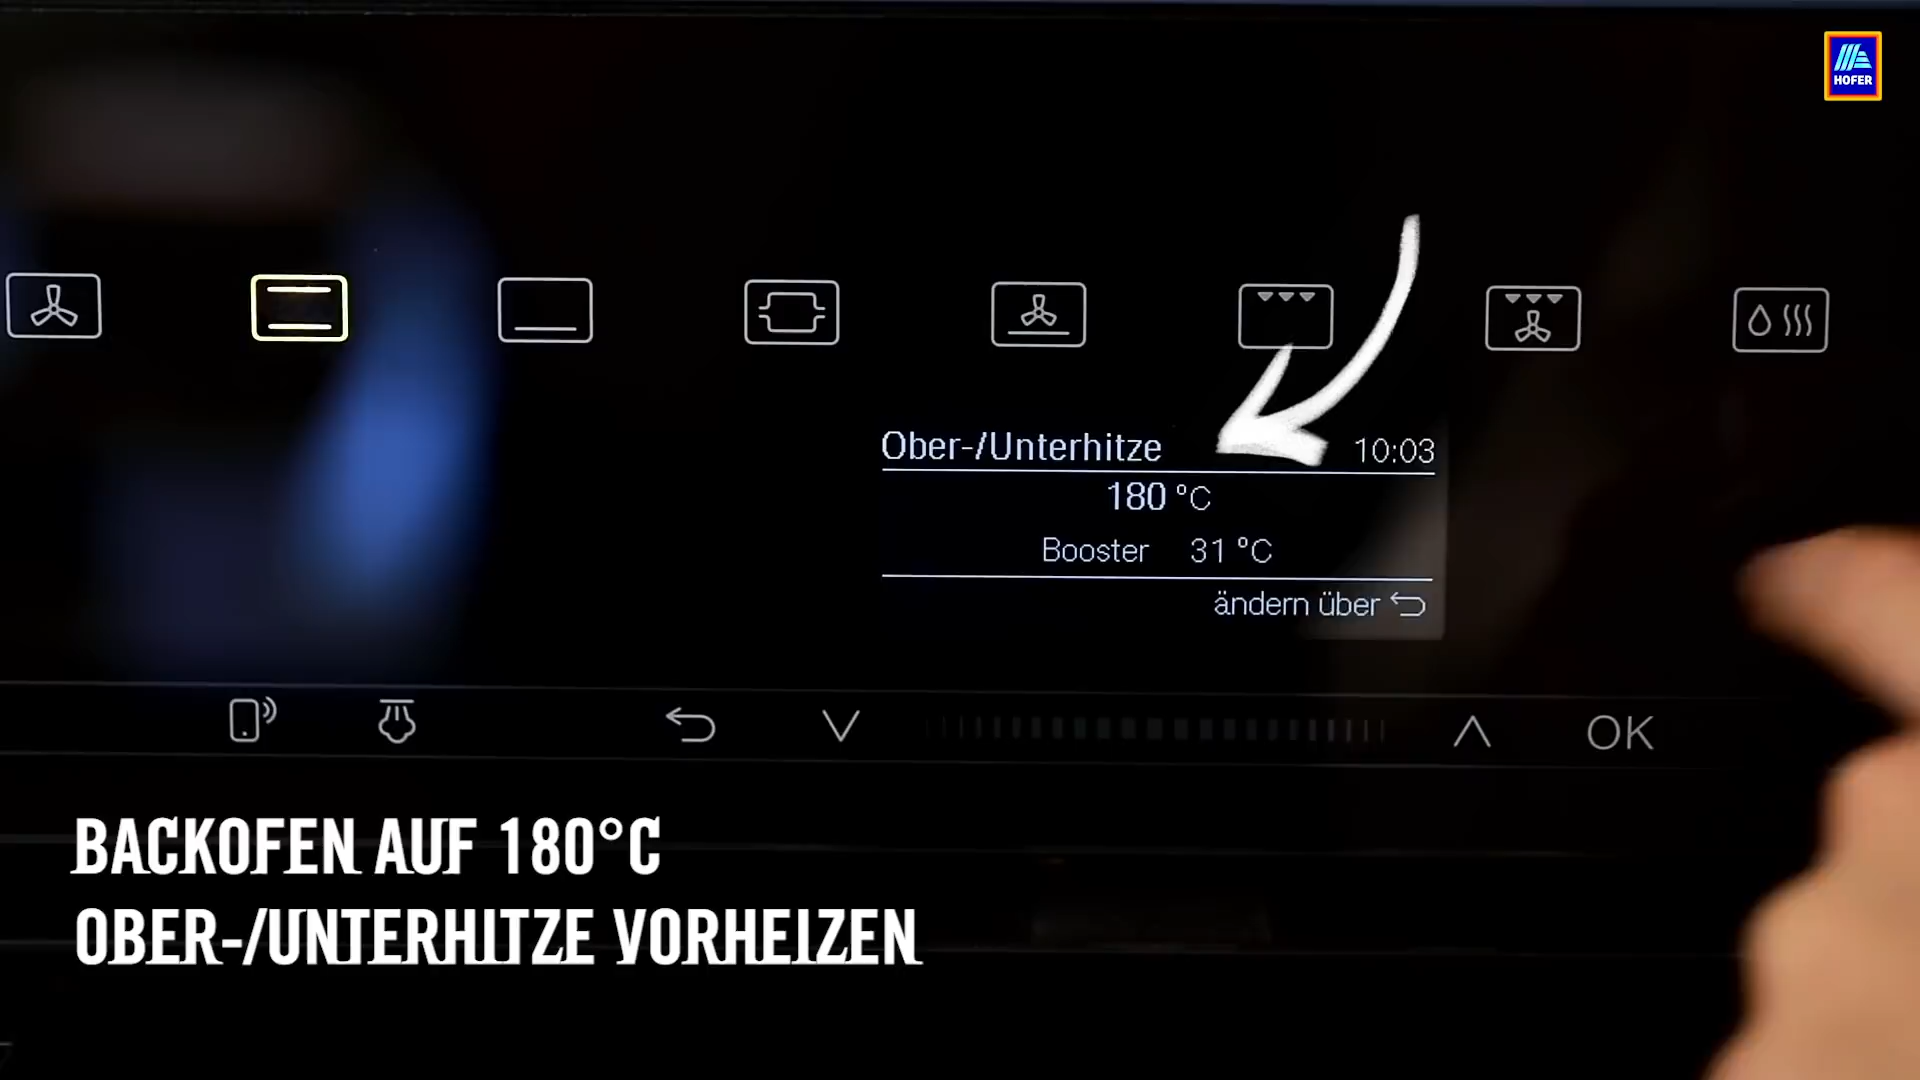 HOFER
Ober-/Unterhitze 10:03
180 °C
Booster 31 °C
ändern über
OK
BACKOFEN AUF 180°C
OBER-/UNTERHITZE VORHEIZEN